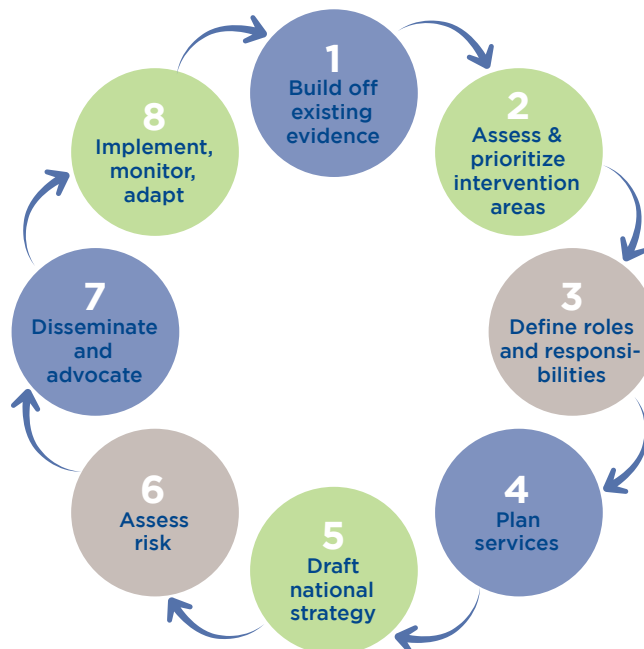 1
Build off
existing
evidence
2
Assess &
prioritize
intervention
areas
3
Define roles
and responsi-
bilities
4
Plan
services
5
Draft
national
strategy
6
Assess
risk
7
Disseminate
and
advocate
8
Implement,
monitor,
adapt